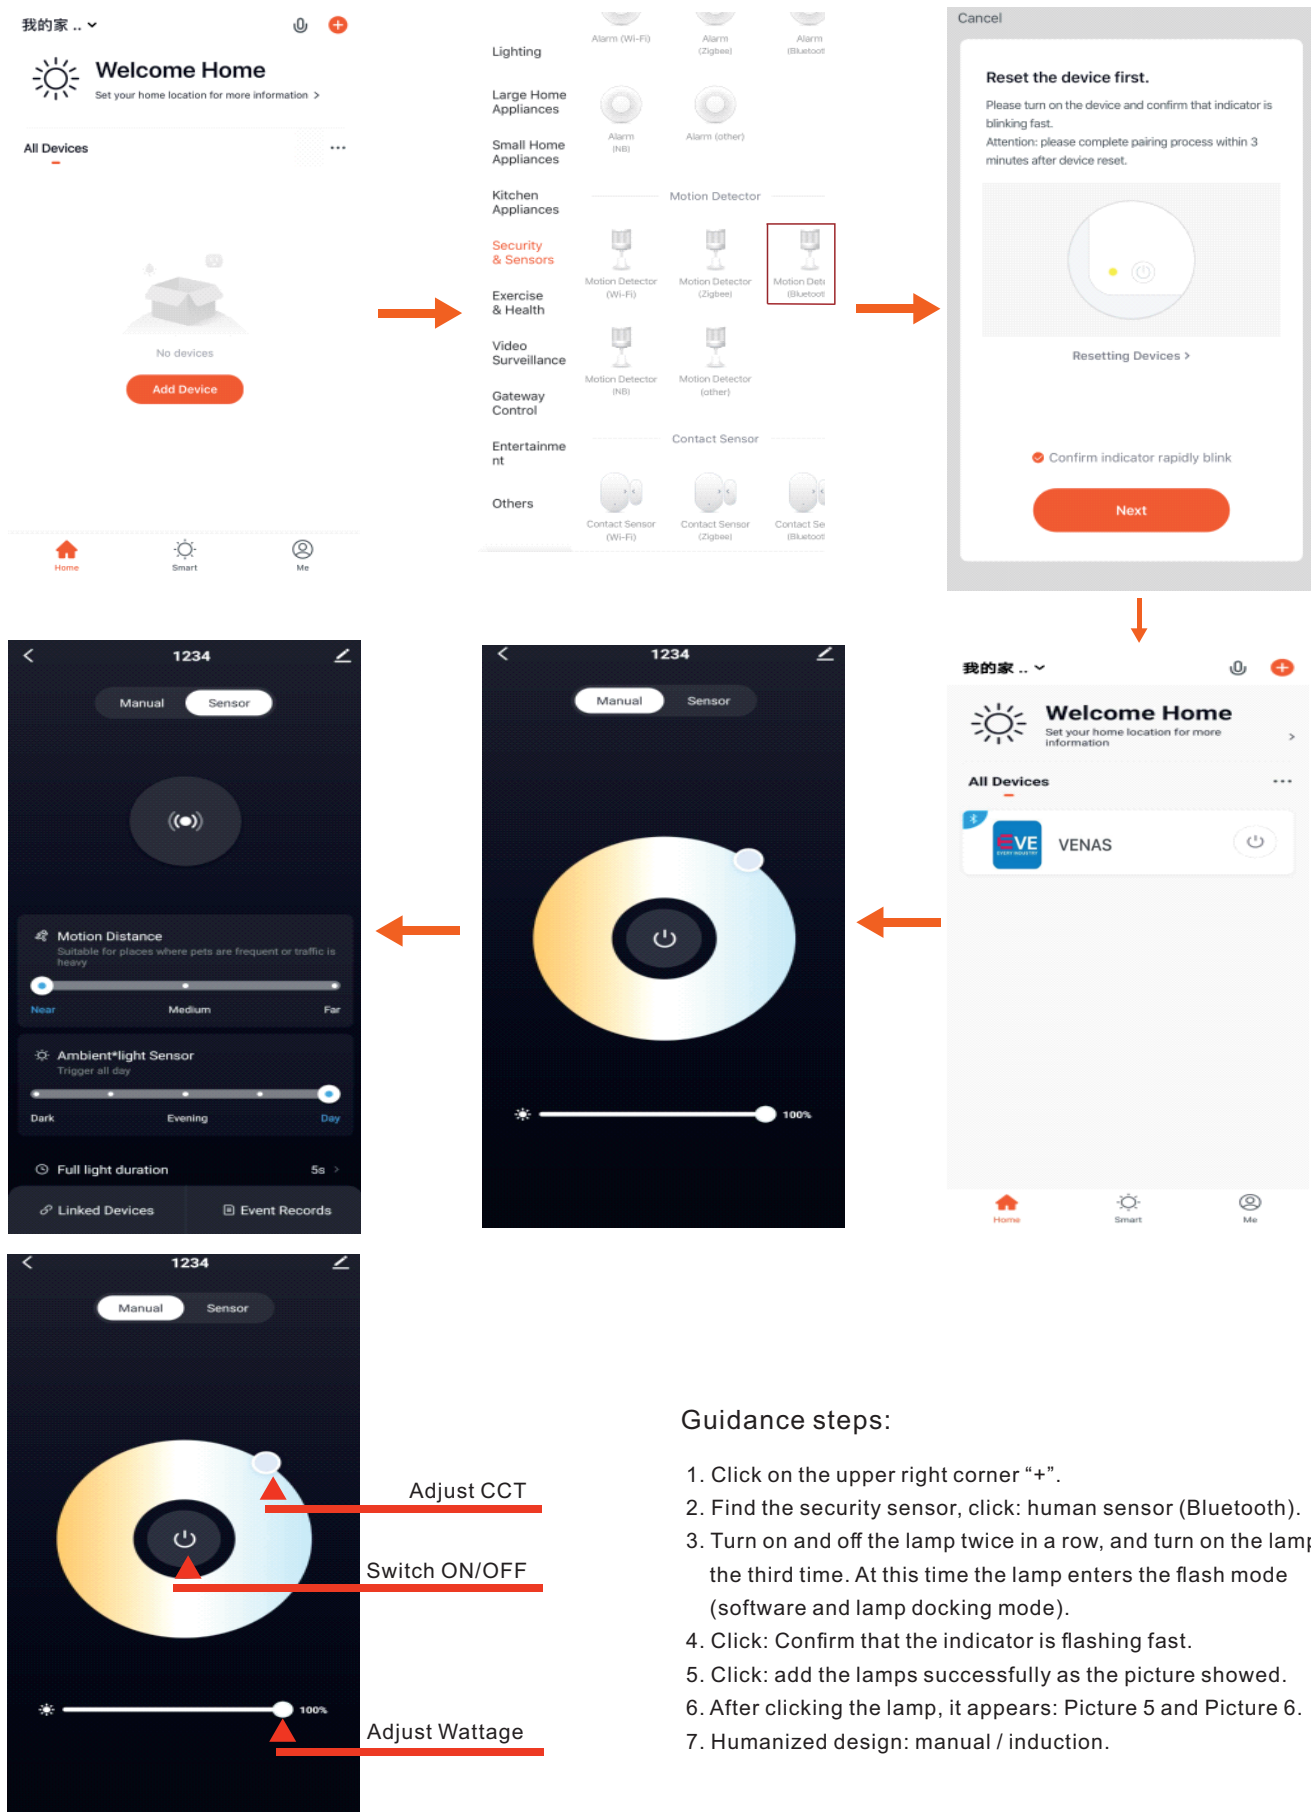 我的家 ..
Welcome Home
Set your home location for more information >
All Devices
No devices
Add Device
Home
Smart
Me
Lighting
Large Home
Appliances
Small Home
Appliances
Kitchen
Appliances
Security
& Sensors
Exercise
& Health
Video
Surveillance
Gateway
Control
Entertainme
nt
Others
Alarm (Wi-Fi)
Alarm
(Zigbee)
Alarm
(Bluetoot
Alarm
(NB)
Alarm (other)
Motion Detector
Motion Detector
(Wi-Fi)
Motion Detector
(Zigbee)
Motion Dete
(Bluetoot
Motion Detector
(NB)
Motion Detector
(other)
Contact Sensor
Contact Sensor
(Wi-Fi)
Contact Sensor
(Zigbee)
Contact Se
(Bluetoot
Cancel
Reset the device first.
Please turn on the device and confirm that indicator is
blinking fast.
Attention: please complete pairing process within 3
minutes after device reset.
Resetting Devices >
Confirm indicator rapidly blink
Next
1234
Manual
Sensor
Motion Distance
Suitable for places where pets are frequent or traffic is
heavy
Near
Medium
Far
Ambient*light Sensor
Trigger all day
Dark
Evening
Day
Full light duration
5s >
Linked Devices
Event Records
1234
Manual
Sensor
100%
我的家 ..
Welcome Home
Set your home location for more
information
>
All Devices
EVE
EVERY INDUSTRY
VENAS
Home
Smart
Me
1234
Manual
Sensor
100%
Adjust CCT
Switch ON/OFF
Adjust Wattage
Guidance steps:
1. Click on the upper right corner “+”.
2. Find the security sensor, click: human sensor (Bluetooth).
3. Turn on and off the lamp twice in a row, and turn on the lamp
the third time. At this time the lamp enters the flash mode
(software and lamp docking mode).
4. Click: Confirm that the indicator is flashing fast.
5. Click: add the lamps successfully as the picture showed.
6. After clicking the lamp, it appears: Picture 5 and Picture 6.
7. Humanized design: manual / induction.